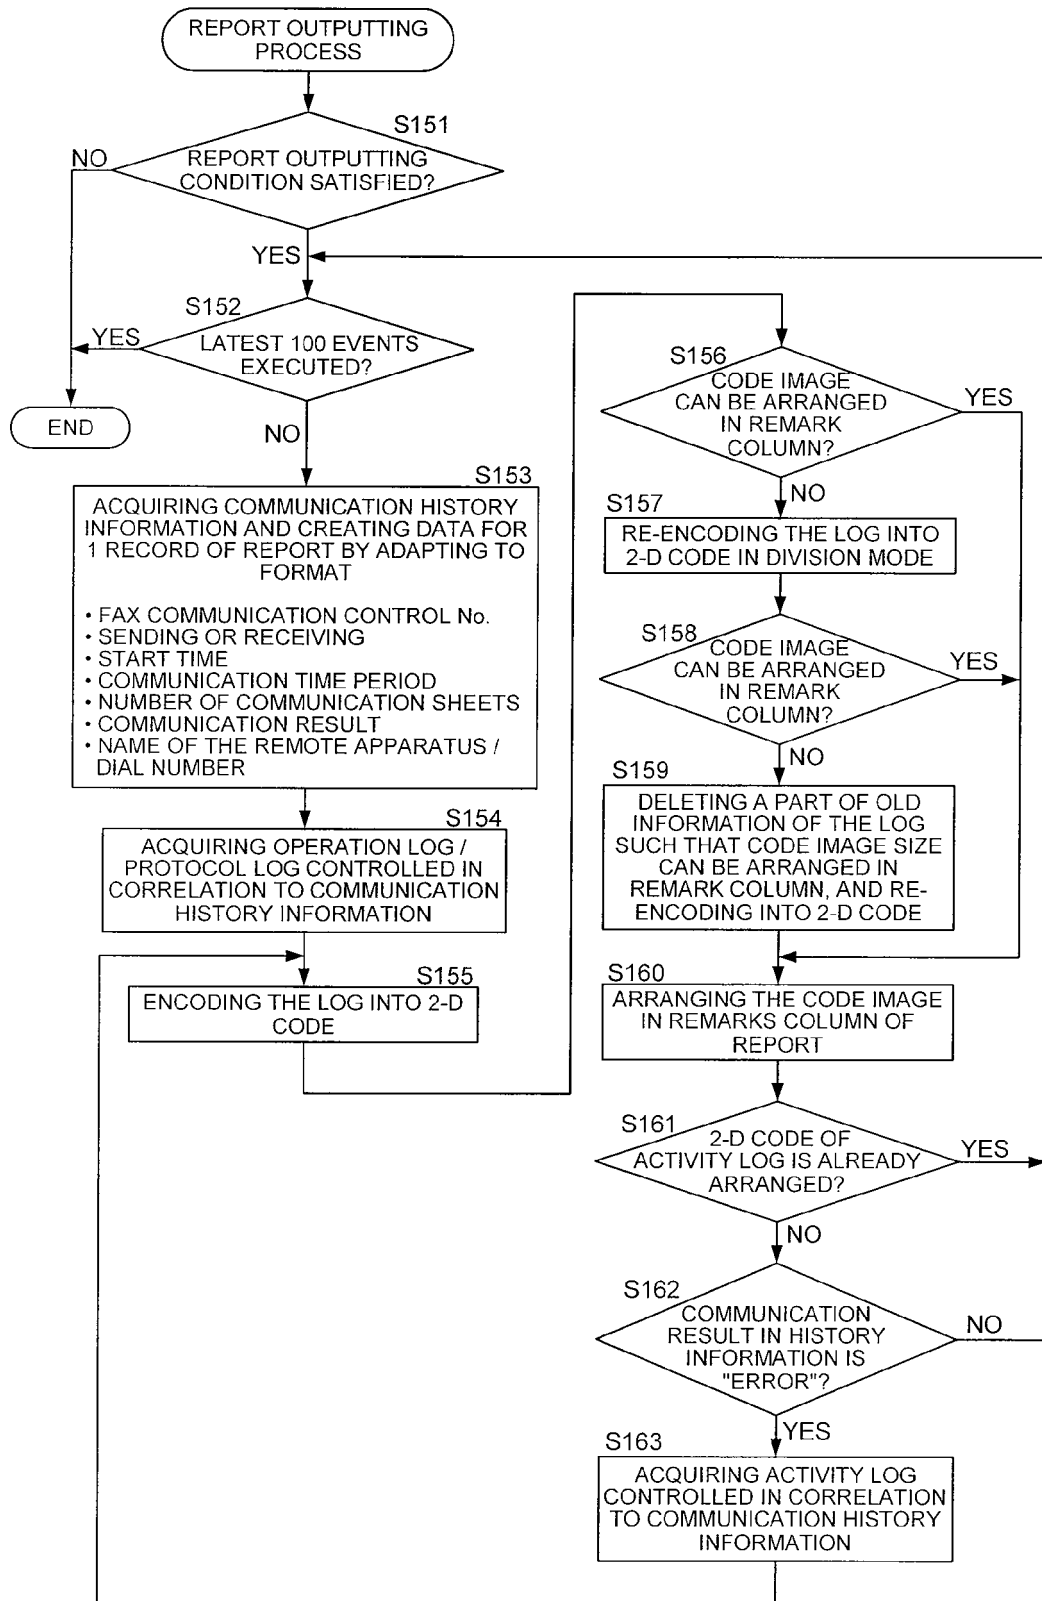 REPORT OUTPUTTING
PROCESS
S151
NO
REPORT OUTPUTTING
CONDITION SATISFIED?
YES
S152
YES
LATEST 100 EVENTS
EXECUTED?
END
NO
S153
ACQUIRING COMMUNICATION HISTORY
INFORMATION AND CREATING DATA FOR
1 RECORD OF REPORT BY ADAPTING TO
FORMAT
・FAX COMMUNICATION CONTROL No.
・SENDING OR RECEIVING
・START TIME
・COMMUNICATION TIME PERIOD
・NUMBER OF COMMUNICATION SHEETS
・COMMUNICATION RESULT
・NAME OF THE REMOTE APPARATUS /
DIAL NUMBER
S154
ACQUIRING OPERATION LOG /
PROTOCOL LOG CONTROLLED IN
CORRELATION TO COMMUNICATION
HISTORY INFORMATION
S155
ENCODING THE LOG INTO 2-D
CODE
S156
CODE IMAGE
CAN BE ARRANGED
IN REMARK
COLUMN?
YES
NO
S157
RE-ENCODING THE LOG INTO
2-D CODE IN DIVISION MODE
S158
CODE IMAGE
CAN BE ARRANGED
IN REMARK
COLUMN?
YES
NO
S159
DELETING A PART OF OLD
INFORMATION OF THE LOG
SUCH THAT CODE IMAGE SIZE
CAN BE ARRANGED IN
REMARK COLUMN, AND RE-
ENCODING INTO 2-D CODE
S160
ARRANGING THE CODE IMAGE
IN REMARKS COLUMN OF
REPORT
S161
2-D CODE OF
ACTIVITY LOG IS ALREADY
ARRANGED?
YES
NO
S162
COMMUNICATION
RESULT IN HISTORY
INFORMATION IS
"ERROR"?
NO
YES
S163
ACQUIRING ACTIVITY LOG
CONTROLLED IN CORRELATION
TO COMMUNICATION HISTORY
INFORMATION